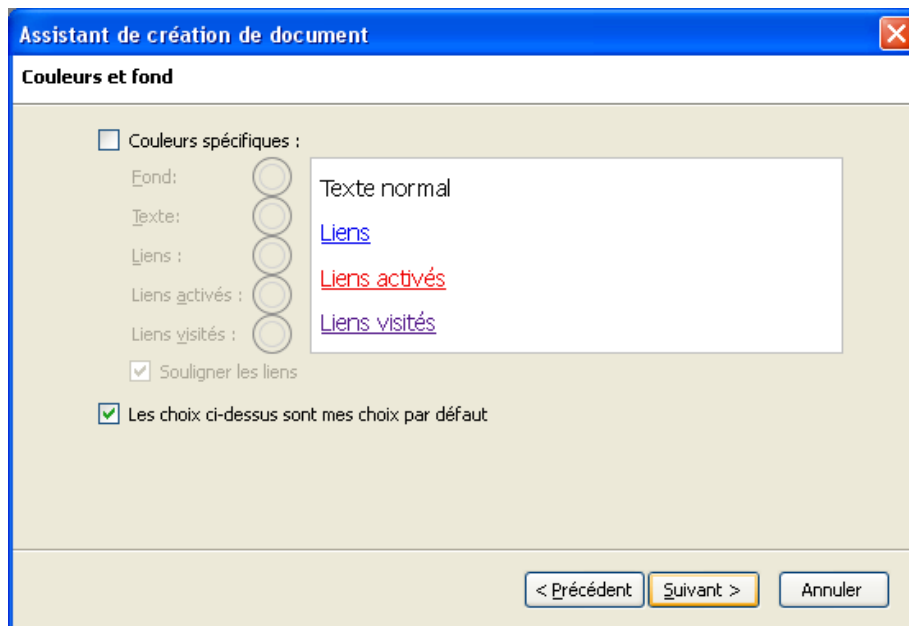 Assistant de création de document
Couleurs et fond
Couleurs spécifiques :
Fond:
Texte:
Liens :
Liens activés :
Liens visités :
Texte normal
Liens
Liens activés
Liens visités
Souligner les liens
Les choix ci-dessus sont mes choix par défaut
< Précédent Suivant > Annuler